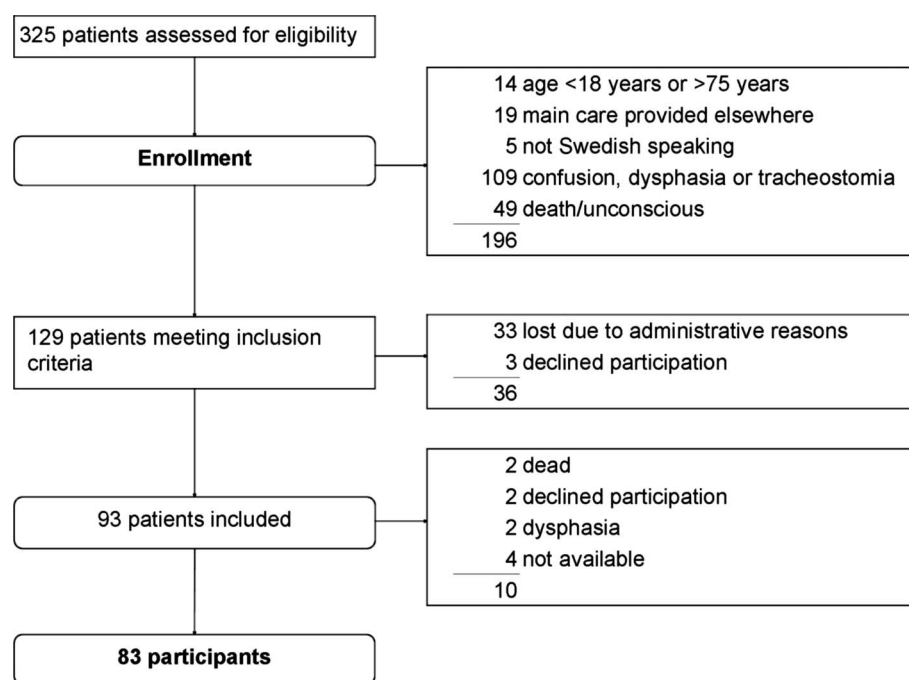 325 patients assessed for eligibility
14 age <18 years or >75 years
19 main care provided elsewhere
5 not Swedish speaking
109 confusion, dysphasia or tracheostomia
49 death/unconscious
196
Enrollment
129 patients meeting inclusion
criteria
33 lost due to administrative reasons
3 declined participation
36
93 patients included
2 dead
2 declined participation
2 dysphasia
4 not available
10
83 participants